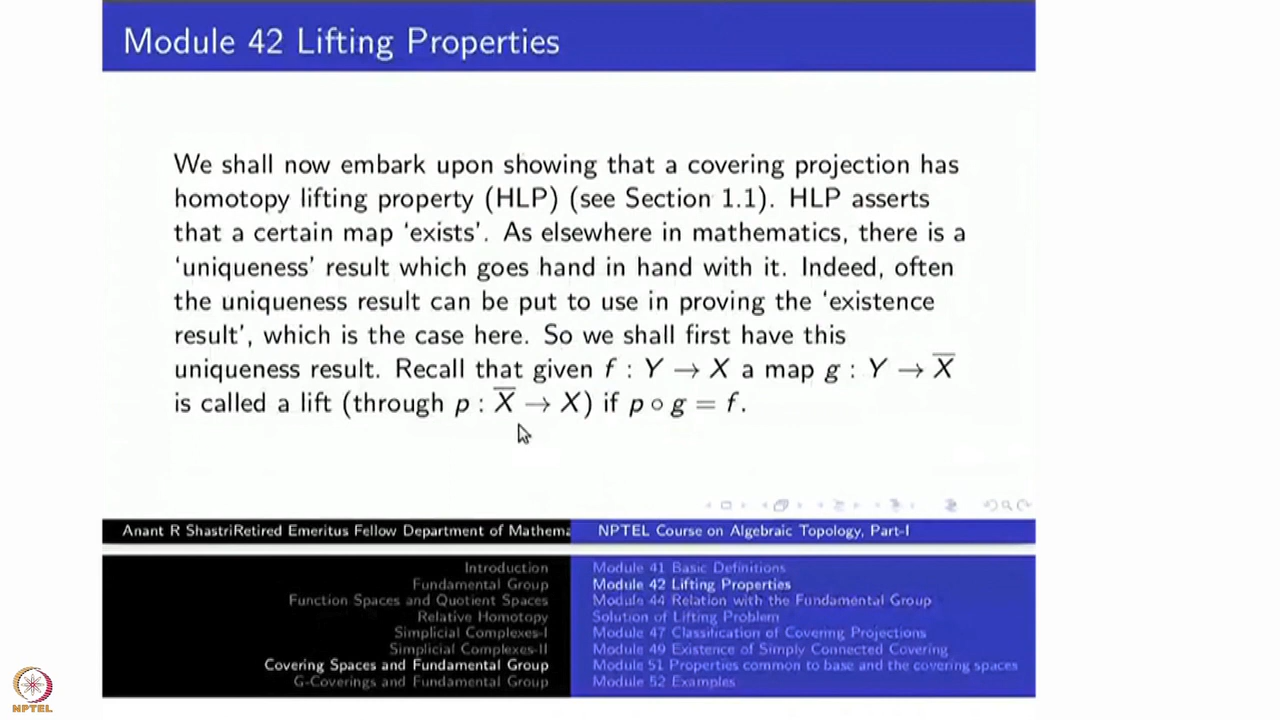 Module 42 Lifting Properties
We shall now embark upon showing that a covering projection has
homotopy lifting property (HLP) (see Section 1.1). HLP asserts
that a certain map ‘exists’. As elsewhere in mathematics, there is a
‘uniqueness’ result which goes hand in hand with it. Indeed, often
the uniqueness result can be put to use in proving the ‘existence
result’, which is the case here. So we shall first have this
uniqueness result. Recall that given f : Y → X a map g : Y → X̅
is called a lift (through p : X̅ → X) if p ∘ g = f.
Anant R ShastriRetired Emeritus Fellow Department of Mathema
NPTEL Course on Algebraic Topology, Part-I
Introduction
Fundamental Group
Function Spaces and Quotient Spaces
Relative Homotopy
Simplicial Complexes-I
Simplicial Complexes-II
Covering Spaces and Fundamental Group
G-Coverings and Fundamental Group
Module 41 Basic Definitions
Module 42 Lifting Properties
Module 44 Relation with the Fundamental Group
Solution of Lifting Problem
Module 47 Classification of Covering Projections
Module 49 Existence of Simply Connected Covering
Module 51 Properties common to base and the covering spaces
Module 52 Examples
NPTEL